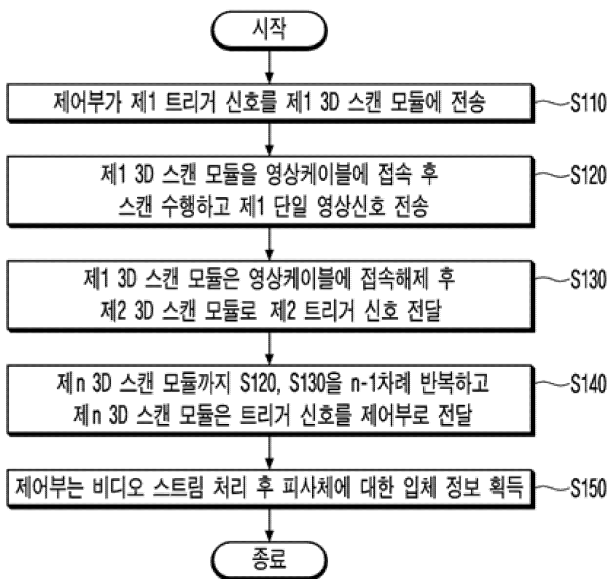 시작
제어부가 제1 트리거 신호를 제1 3D 스캔 모듈에 전송
S110
제1 3D 스캔 모듈을 영상케이블에 접속 후
스캔 수행하고 제1 단일 영상신호 전송
S120
제1 3D 스캔 모듈은 영상케이블에 접속해제 후
제2 3D 스캔 모듈로 제2 트리거 신호 전달
S130
제n 3D 스캔 모듈까지 S120, S130을 n-1차례 반복하고
제n 3D 스캔 모듈은 트리거 신호를 제어부로 전달
S140
제어부는 비디오 스트림 처리 후 피사체에 대한 입체 정보 획득
S150
종료